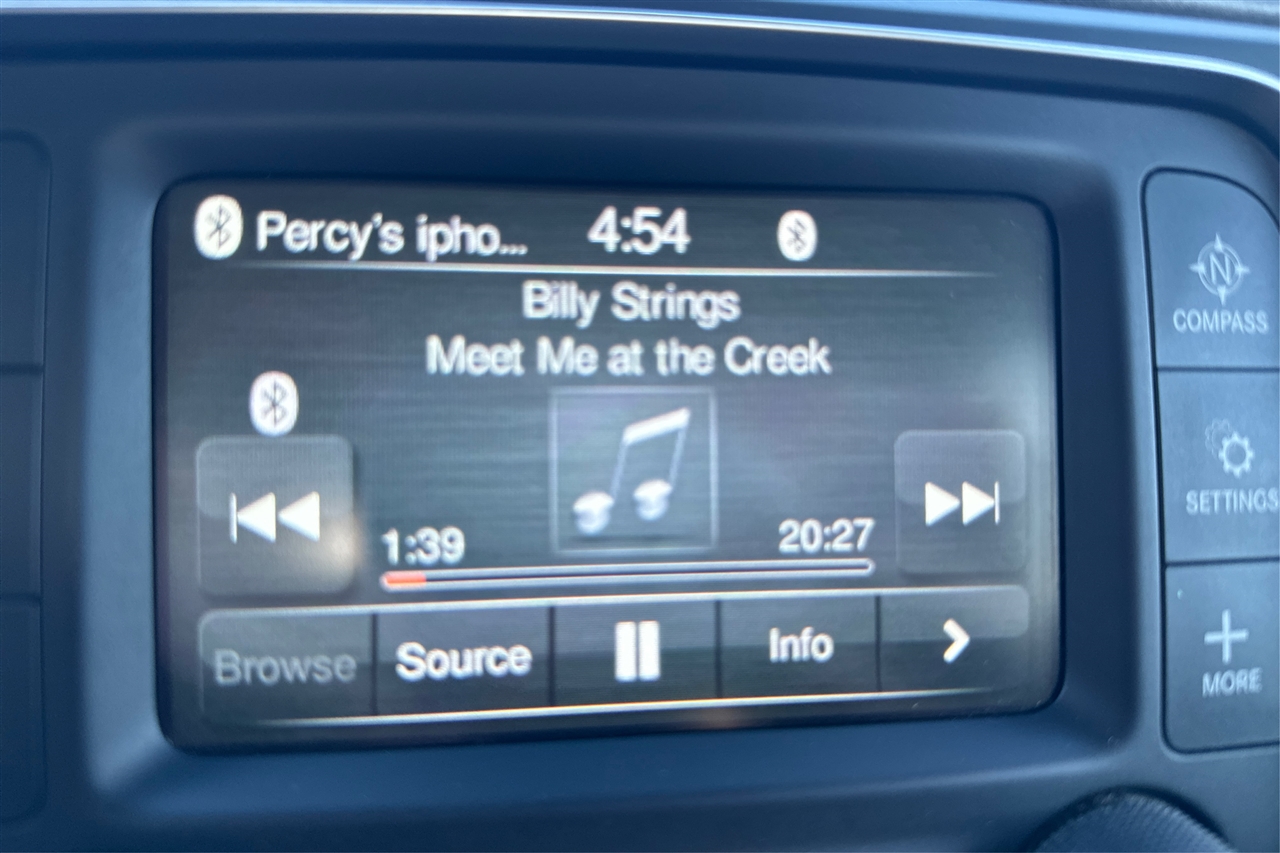 Percy's ipho... 4:54
Billy Strings
Meet Me at the Creek
1:39 20:27
Browse Source Info
N
COMPASS
SETTINGS
MORE